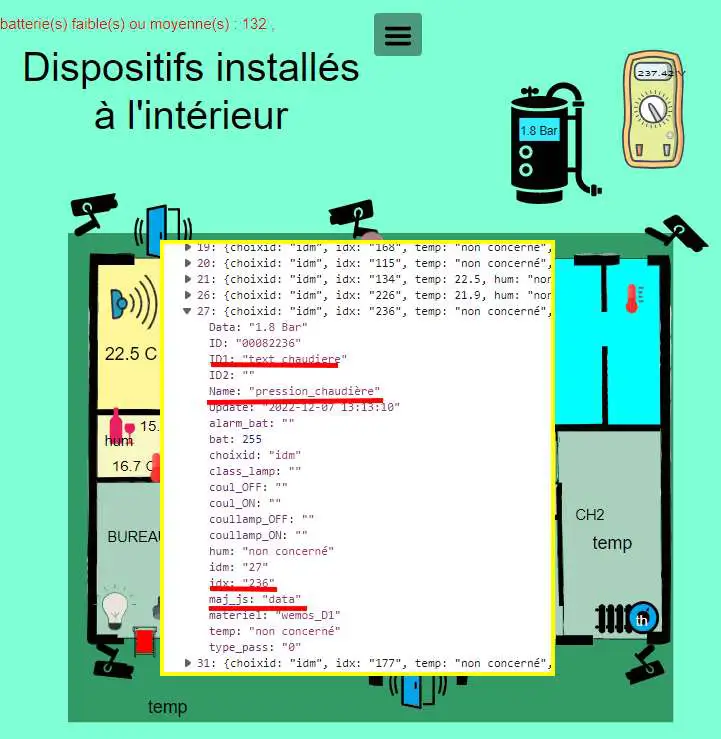 batterie(s) faible(s) ou moyenne(s) : 132 ,
Dispositifs installés
à l'intérieur
237.42 V
1.8 Bar
19: {choixid: "idm", idx: "168", temp: "non concerné",
20: {choixid: "idm", idx: "115", temp: "non concerné",
21: {choixid: "idm", idx: "134", temp: 22.5, hum: "nor
26: {choixid: "idm", idx: "226", temp: 21.9, hum: "nor
27: {choixid: "idm", idx: "236", temp: "non concerné",
Data: "1.8 Bar"
ID: "00082236"
ID1: "text_chaudiere"
ID2: ""
Name: "pression_chaudière"
Update: "2022-12-07 13:13:10"
alarm_bat: ""
bat: 255
choixid: "idm"
class_lamp: ""
coul_OFF: ""
coul_ON: ""
coullamp_OFF: ""
coullamp_ON: ""
hum: "non concerné"
idm: "27"
idx: "236"
maj_js: "data"
materiel: "wemos_D1"
temp: "non concerné"
type_pass: "0"
31: {choixid: "idm", idx: "177", temp: "non concerné",
22.5 C
15.
hum
16.7 C
BUREAU
CH2
temp
th
temp